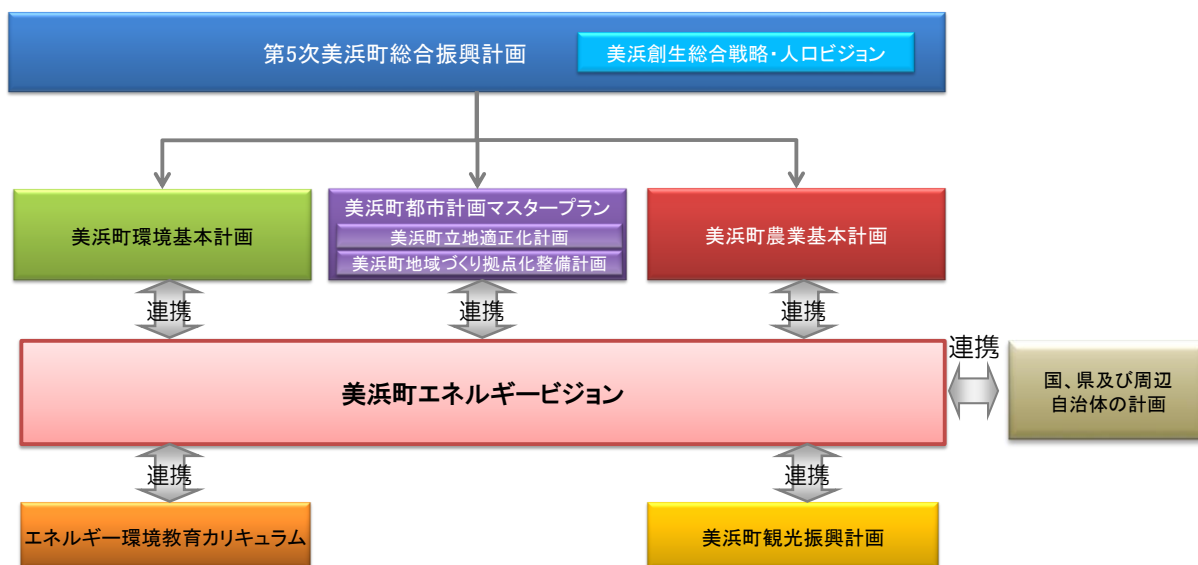 第5次美浜町総合振興計画
美浜創生総合戦略・人口ビジョン
美浜町環境基本計画
美浜町都市計画マスタープラン
美浜町立地適正化計画
美浜町地域づくり拠点化整備計画
美浜町農業基本計画
連携
連携
連携
美浜町エネルギービジョン
連携
国、県及び周辺
自治体の計画
連携
連携
エネルギー環境教育カリキュラム
美浜町観光振興計画